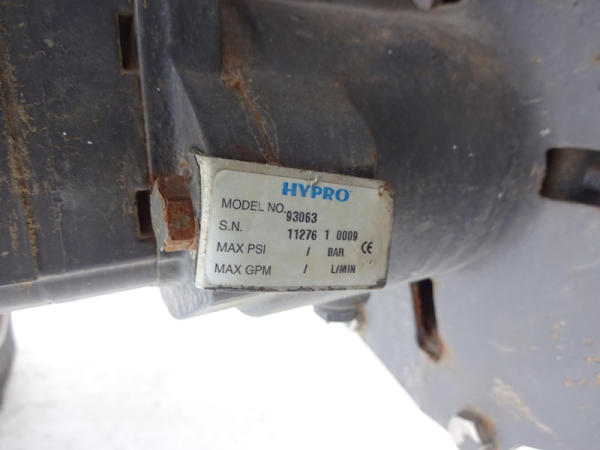 HYPRO
MODEL NO. 93063
S.N. 11276 1 0009
MAX PSI / BAR CE
MAX GPM / L/MIN